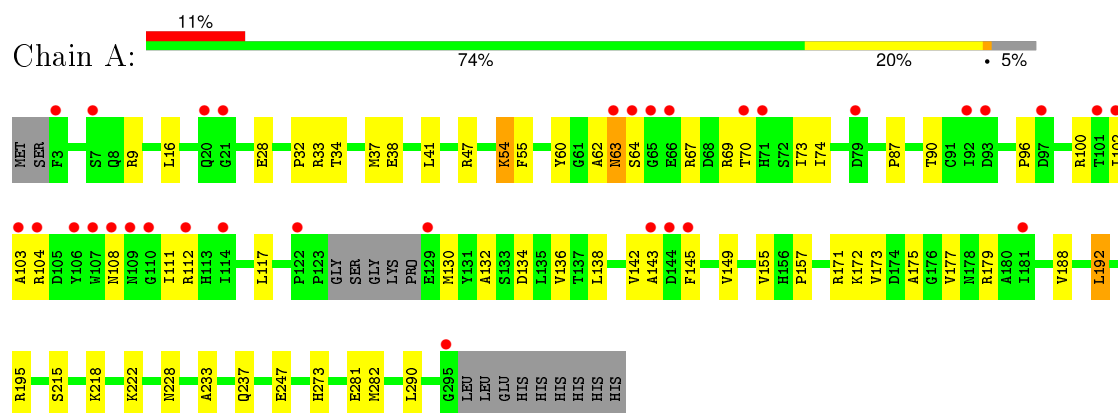 11%
Chain A:
74% 20% • 5%
MET SER F3 S7 Q8 R9 L16 Q20 G21 E28 P32 R33 T34 M37 E38 L41 R47 K54 F55 Y60 G61 A62 N63 S64 G65 E66 R67 D68 R69 T70 H71 S72 I73 I74 D79 P87 T90 G91 I92 D93 P96 D97 R100 T101 L102
A103 R104 D105 Y106 W107 N108 N109 G110 I111 R112 H113 I114 L117 P122 P123 GLY SER GLY LYS PRO E129 M130 Y131 A132 S133 D134 L135 V136 T137 L138 V142 A143 D144 F145 V149 V155 H156 P157 R171 K172 V173 D174 A175 G176 V177 N178 R179 A180 I181 V188 L192
R195 S215 K218 K222 N228 A233 Q237 E247 H273 E281 M282 L290 G295 LEU LEU GLU HIS HIS HIS HIS HIS HIS